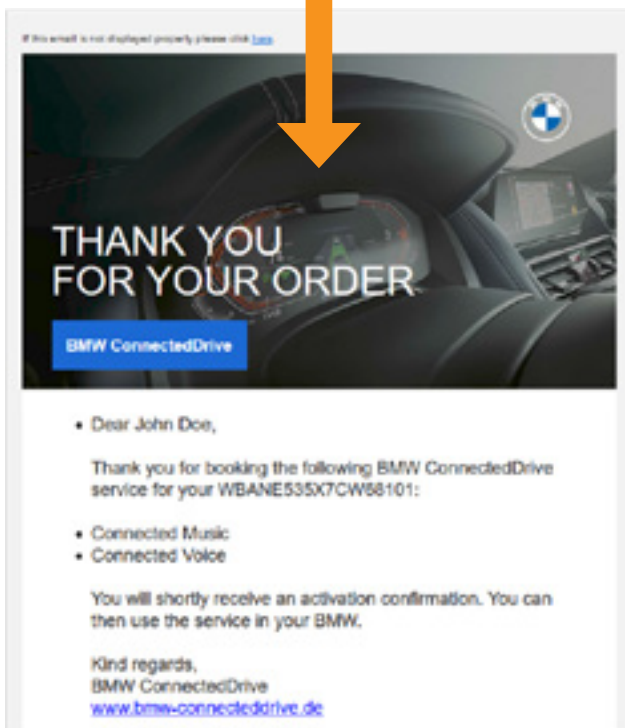 If this email is not displayed properly please click here.
THANK YOU
FOR YOUR ORDER
BMW ConnectedDrive
• Dear John Doe,
Thank you for booking the following BMW ConnectedDrive
service for your WBANE535X7CW68101:
• Connected Music
• Connected Voice
You will shortly receive an activation confirmation. You can
then use the service in your BMW.
Kind regards,
BMW ConnectedDrive
www.bmw-connecteddrive.de